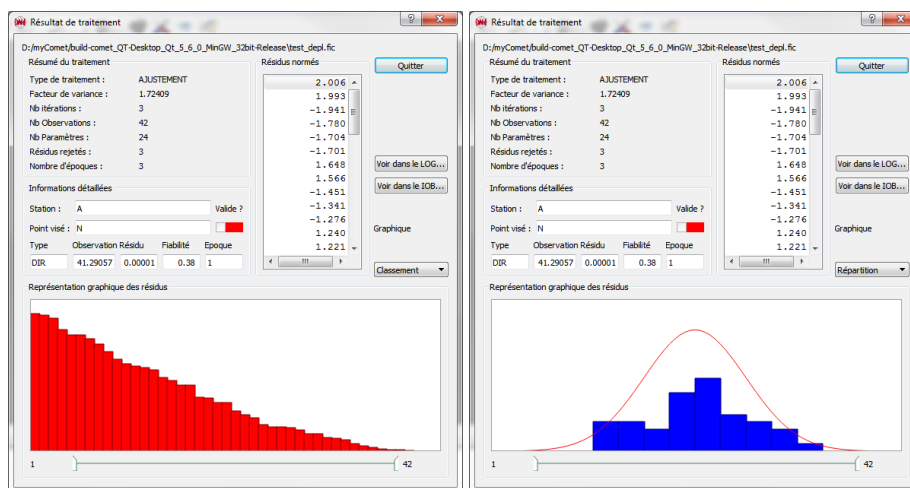 Résultat de traitement
D:/myComet/build-comet_QT-Desktop_Qt_5_6_0_MinGW_32bit-Release\test_depl.fic
Résumé du traitement
Type de traitement : AJUSTEMENT
Facteur de variance : 1.72409
Nb itérations : 3
Nb Observations : 42
Nb Paramètres : 24
Résidus rejetés : 3
Nombre d'époques : 3
Résidus normés
2.006
1.993
-1.941
-1.780
-1.704
-1.701
1.648
1.566
-1.451
-1.341
-1.276
1.240
1.221
Quitter
Voir dans le LOG...
Voir dans le IOB...
Graphique
Classement
Informations détaillées
Station : A Valide ?
Point visé : N
Type Observation Résidu Fiabilité Epoque
DIR 41.29057 0.00001 0.38 1
Représentation graphique des résidus
1 42
Résultat de traitement
D:/myComet/build-comet_QT-Desktop_Qt_5_6_0_MinGW_32bit-Release\test_depl.fic
Résumé du traitement
Type de traitement : AJUSTEMENT
Facteur de variance : 1.72409
Nb itérations : 3
Nb Observations : 42
Nb Paramètres : 24
Résidus rejetés : 3
Nombre d'époques : 3
Résidus normés
2.006
1.993
-1.941
-1.780
-1.704
-1.701
1.648
1.566
-1.451
-1.341
-1.276
1.240
1.221
Quitter
Voir dans le LOG...
Voir dans le IOB...
Graphique
Répartition
Informations détaillées
Station : A Valide ?
Point visé : N
Type Observation Résidu Fiabilité Epoque
DIR 41.29057 0.00001 0.38 1
Représentation graphique des résidus
1 42